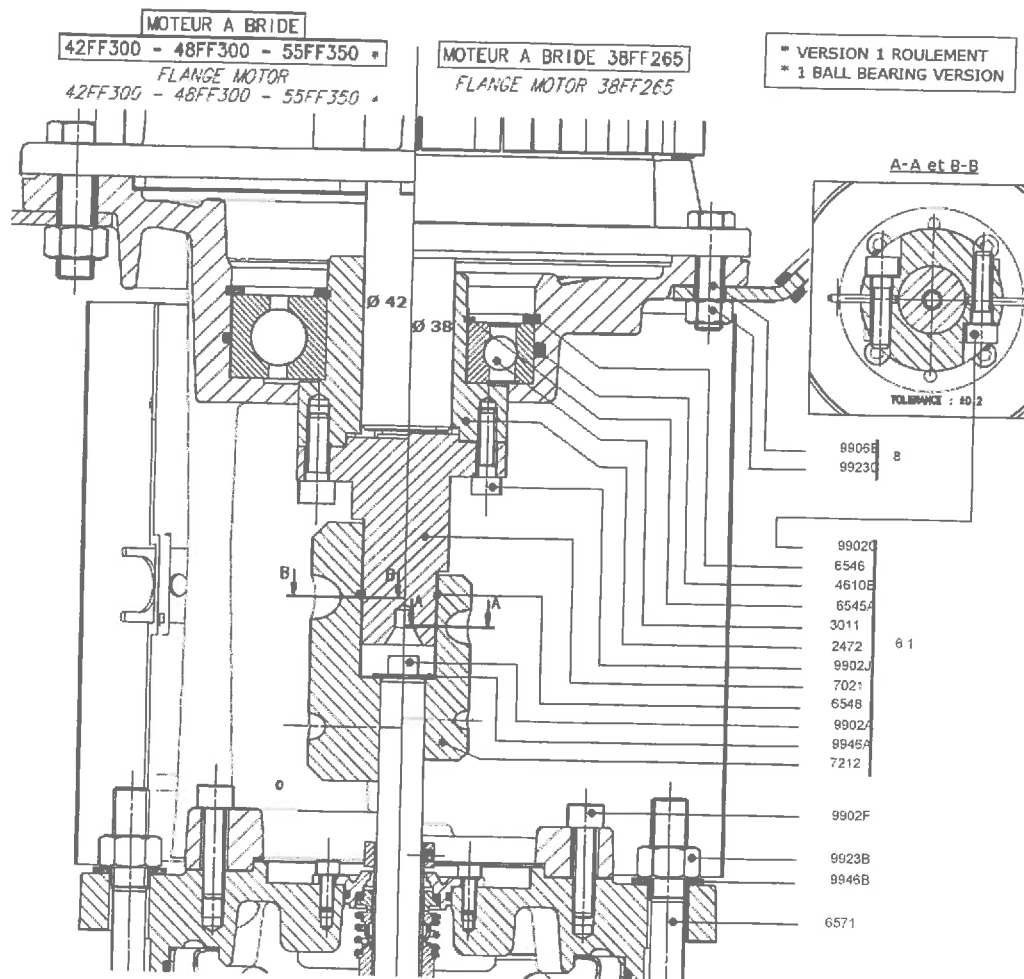 MOTEUR A BRIDE
42FF300 - 48FF300 - 55FF350 *
FLANGE MOTOR
42FF300 - 48FF300 - 55FF350 *
MOTEUR A BRIDE 38FF265
FLANGE MOTOR 38FF265
* VERSION 1 ROULEMENT
* 1 BALL BEARING VERSION
A-A et B-B
TOLERANCE : ±0.2
Ø 42
Ø 38
B
B
A
A
9906B
9923C
8
9902G
6546
4610B
6545A
3011
2472
9902J
7021
6548
9902A
9945A
7212
6 1
9902F
9923B
9946B
6571